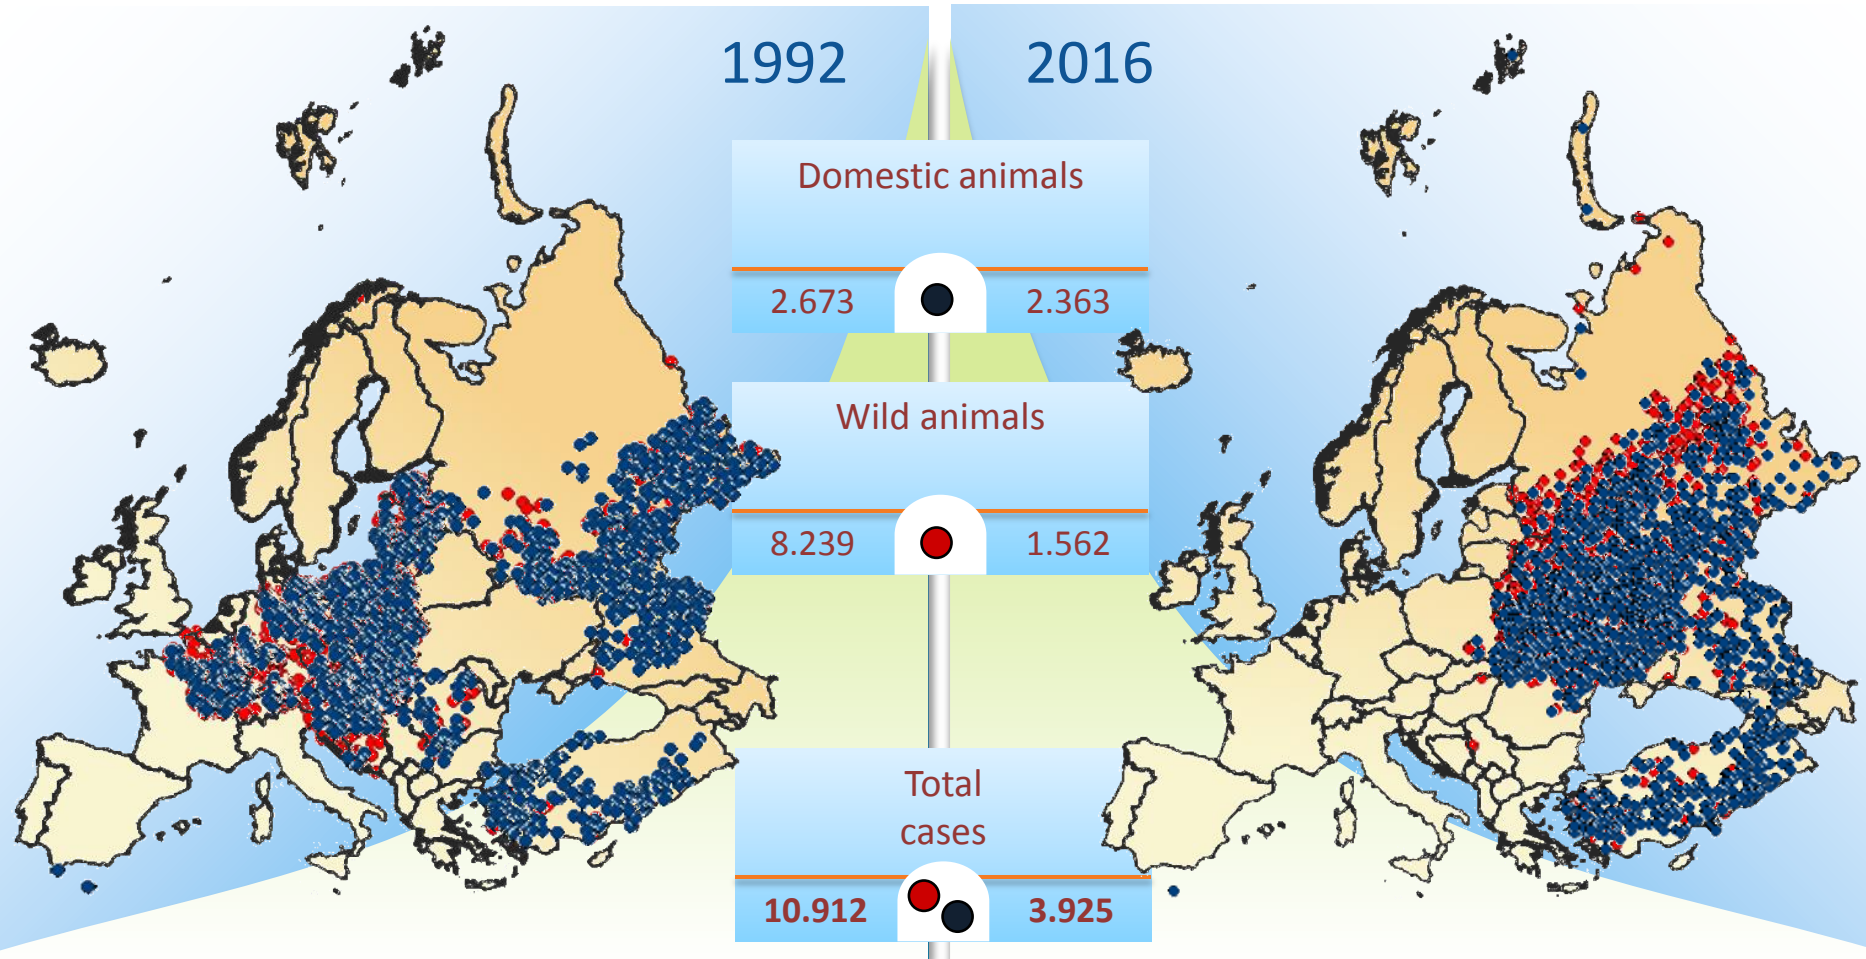 1992 2016
Domestic animals
2.673 2.363
Wild animals
8.239 1.562
Total
cases
10.912 3.925